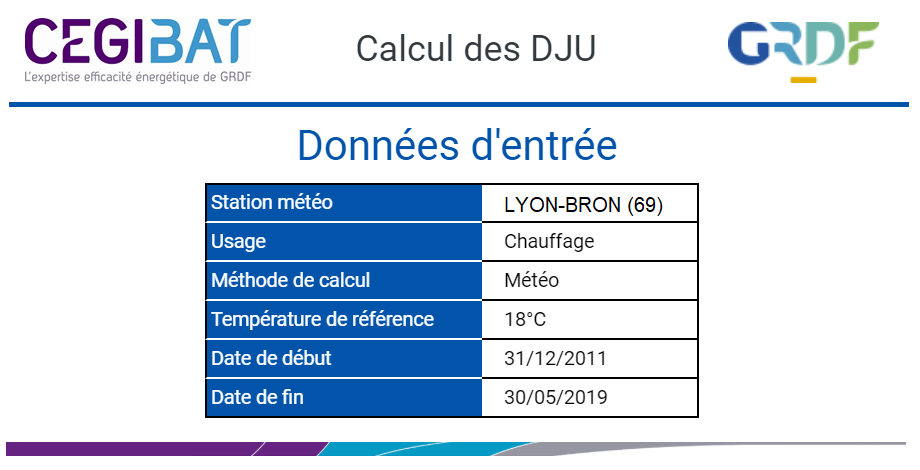 CEGIBAT
L'expertise efficacité énergétique de GRDF
Calcul des DJU
GRDF
Données d'entrée
Station météo LYON-BRON (69)
Usage Chauffage
Méthode de calcul Météo
Température de référence 18°C
Date de début 31/12/2011
Date de fin 30/05/2019